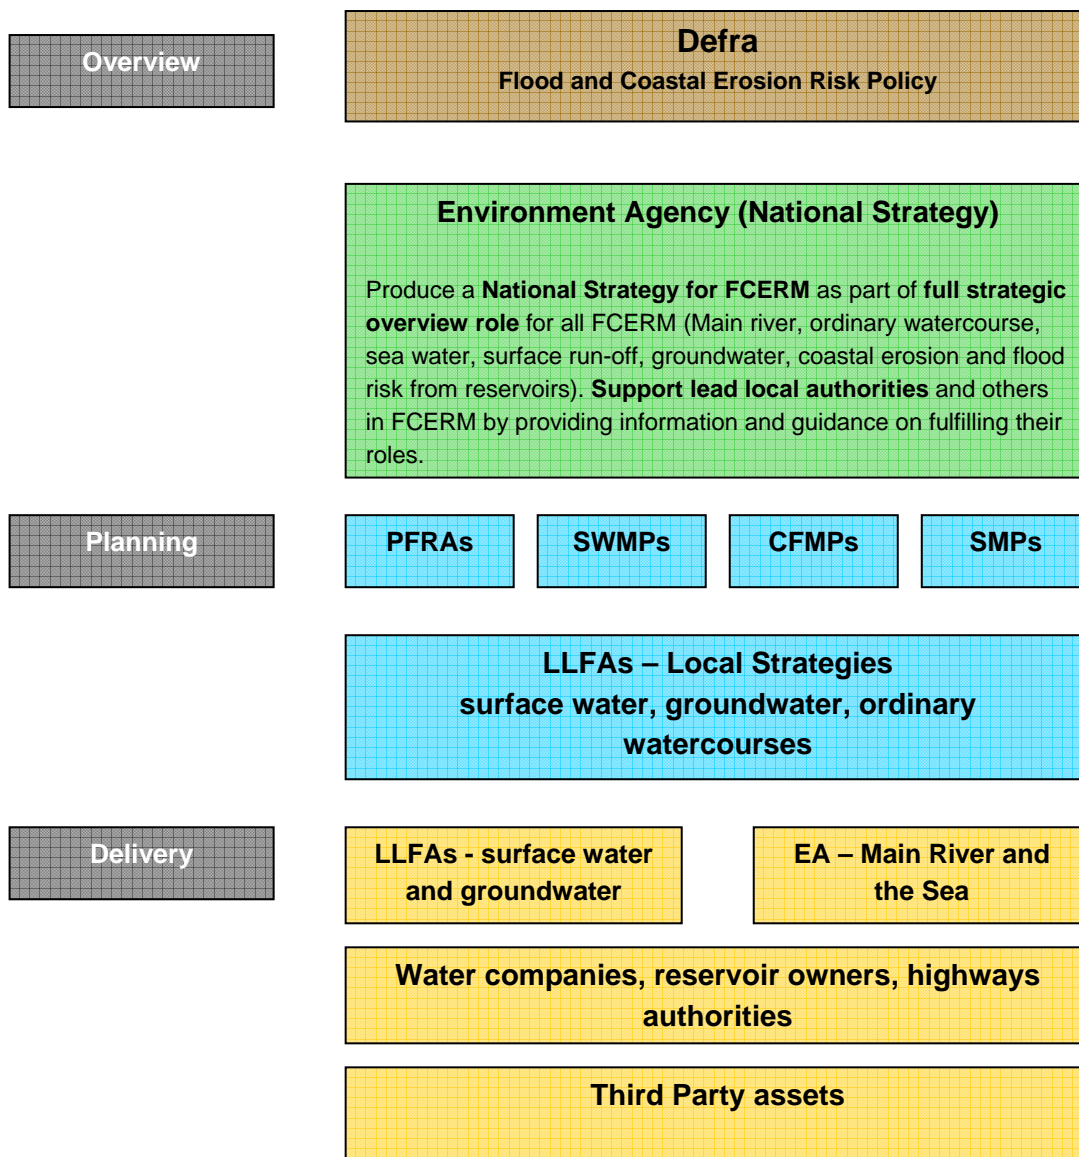 Overview
Defra
Flood and Coastal Erosion Risk Policy
Environment Agency (National Strategy)
Produce a National Strategy for FCERM as part of full strategic
overview role for all FCERM (Main river, ordinary watercourse,
sea water, surface run-off, groundwater, coastal erosion and flood
risk from reservoirs). Support lead local authorities and others
in FCERM by providing information and guidance on fulfilling their
roles.
Planning
PFRAs
SWMPs
CFMPs
SMPs
LLFAs – Local Strategies
surface water, groundwater, ordinary
watercourses
Delivery
LLFAs - surface water
and groundwater
EA – Main River and
the Sea
Water companies, reservoir owners, highways
authorities
Third Party assets